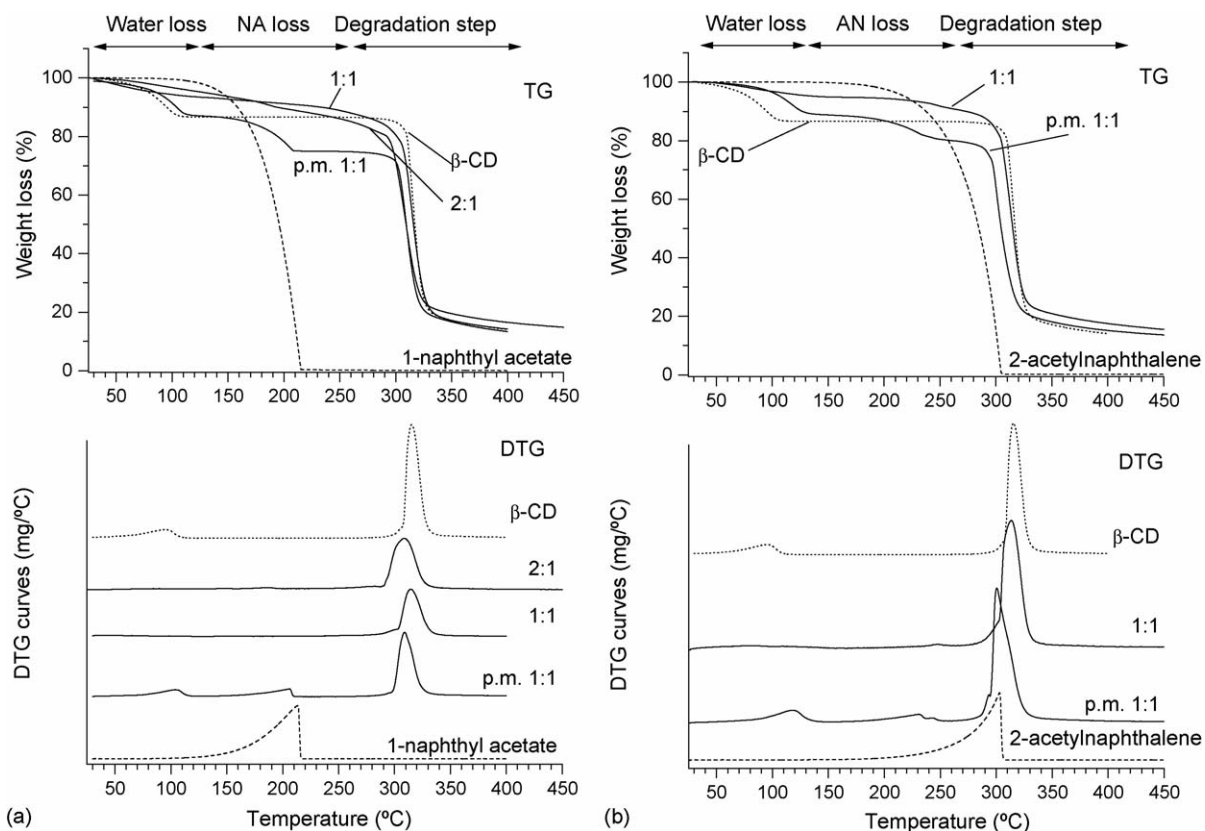 Water loss NA loss Degradation step
TG
Weight loss (%)
100
80
60
40
20
0
1:1
β-CD
p.m. 1:1
2:1
1-naphthyl acetate
50 100 150 200 250 300 350 400 450
DTG
DTG curves (mg/ºC)
β-CD
2:1
1:1
p.m. 1:1
1-naphthyl acetate
50 100 150 200 250 300 350 400 450
(a)
Temperature (ºC)
Water loss AN loss Degradation step
TG
Weight loss (%)
100
80
60
40
20
0
1:1
p.m. 1:1
β-CD
2-acetylnaphthalene
50 100 150 200 250 300 350 400 450
DTG
DTG curves (mg/ºC)
β-CD
1:1
p.m. 1:1
2-acetylnaphthalene
50 100 150 200 250 300 350 400 450
(b)
Temperature (ºC)